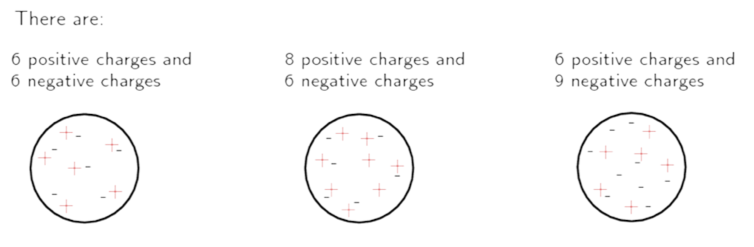 There are:
6 positive charges and
6 negative charges
8 positive charges and
6 negative charges
6 positive charges and
9 negative charges